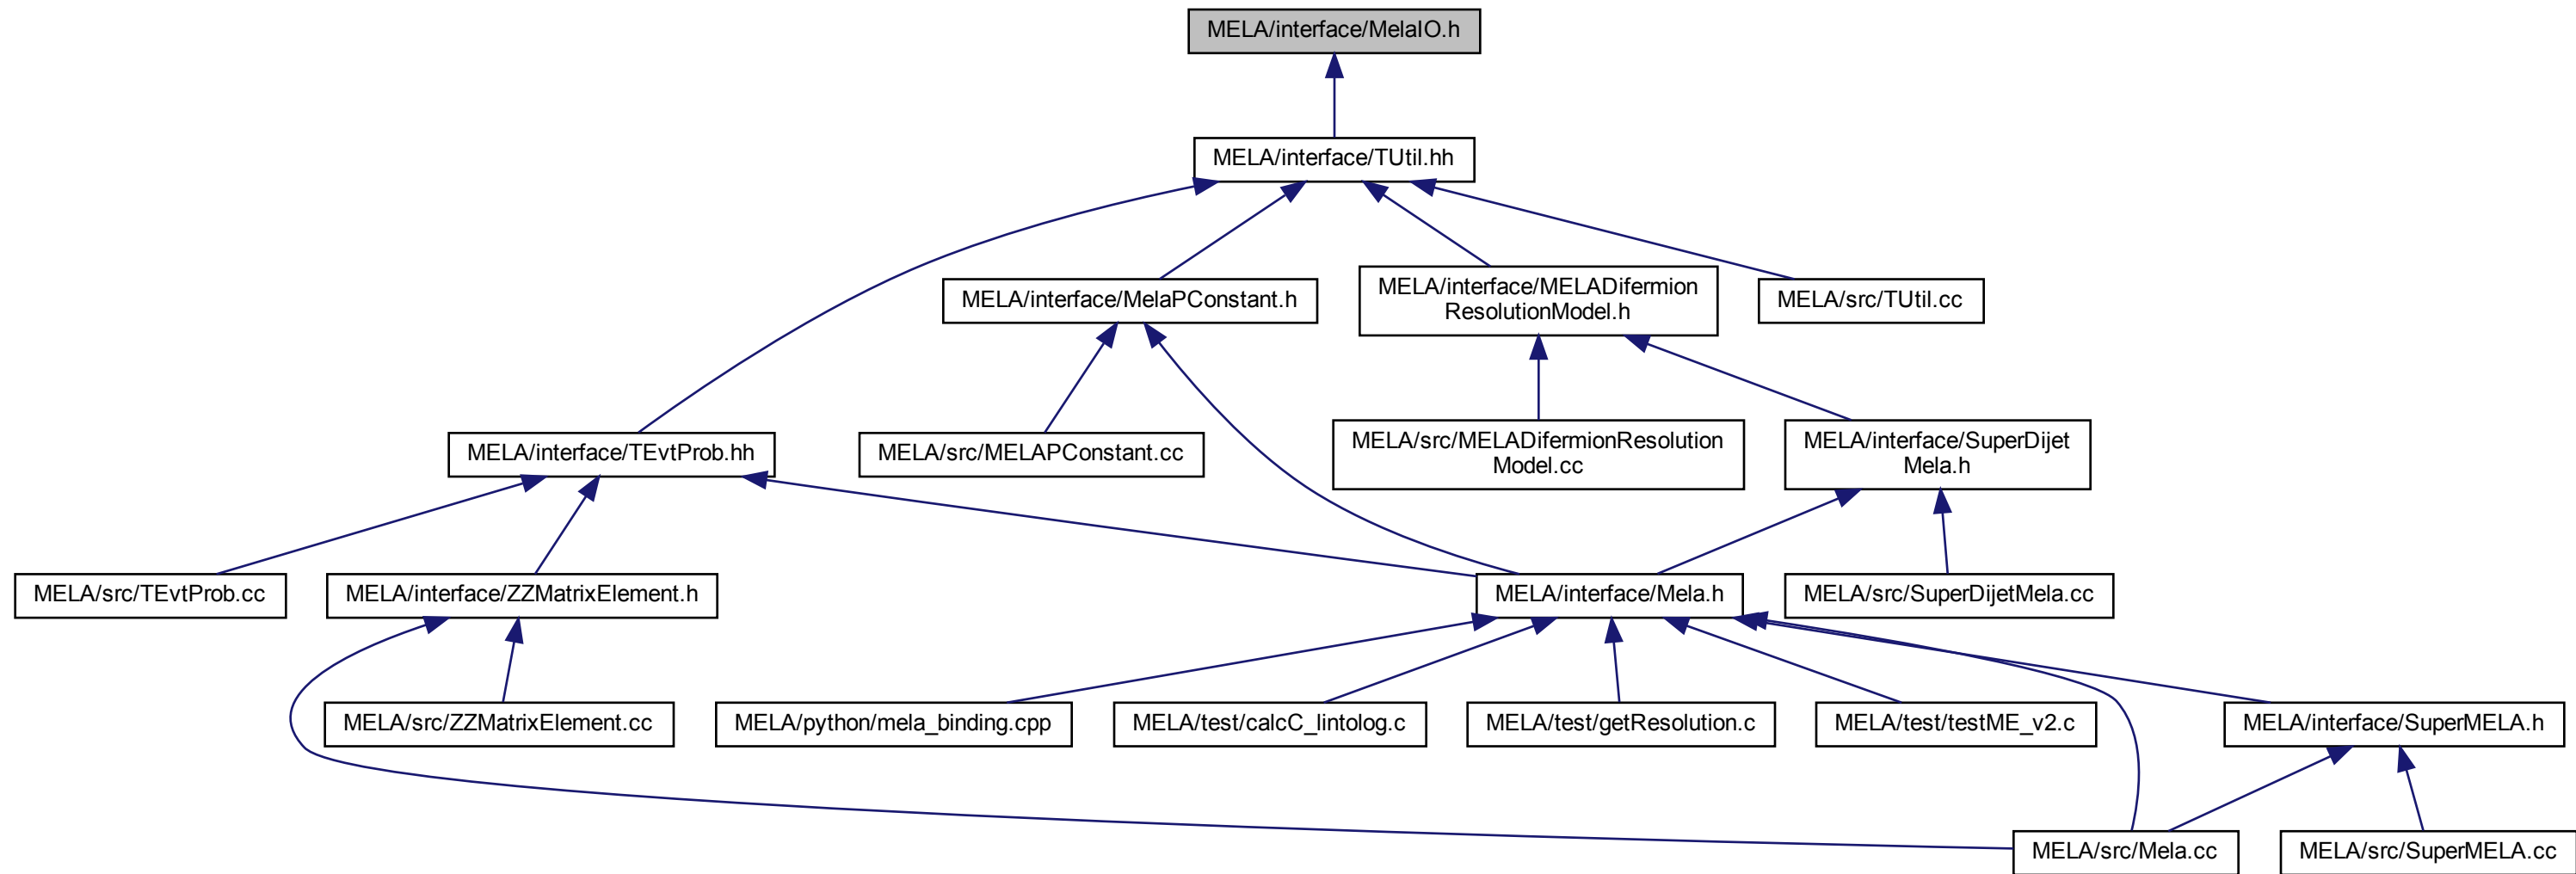 MELA/interface/MelaIO.h
MELA/interface/TUtil.hh
MELA/interface/MelaPConstant.h
MELA/interface/MELADifermion
ResolutionModel.h
MELA/src/TUtil.cc
MELA/interface/TEvtProb.hh
MELA/src/MELAPConstant.cc
MELA/src/MELADifermionResolution
Model.cc
MELA/interface/SuperDijet
Mela.h
MELA/src/TEvtProb.cc
MELA/interface/ZZMatrixElement.h
MELA/interface/Mela.h
MELA/src/SuperDijetMela.cc
MELA/src/ZZMatrixElement.cc
MELA/python/mela_binding.cpp
MELA/test/calcC_lintolog.c
MELA/test/getResolution.c
MELA/test/testME_v2.c
MELA/interface/SuperMELA.h
MELA/src/Mela.cc
MELA/src/SuperMELA.cc